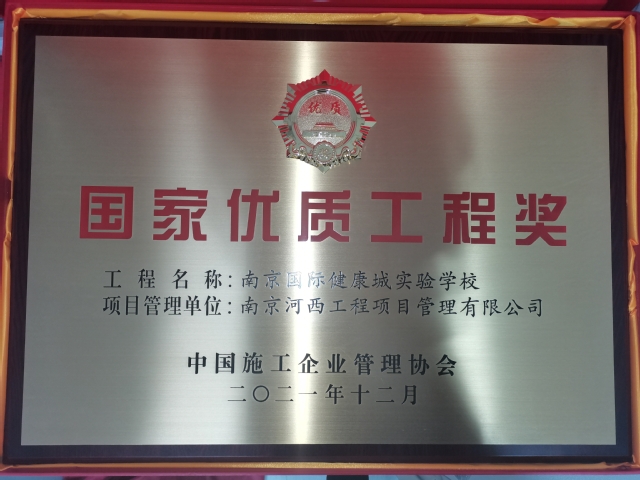 优质
国家优质工程奖
工程名称:南京国际健康城实验学校
项目管理单位:南京河西工程项目管理有限公司
中国施工企业管理协会
二〇二一年十二月